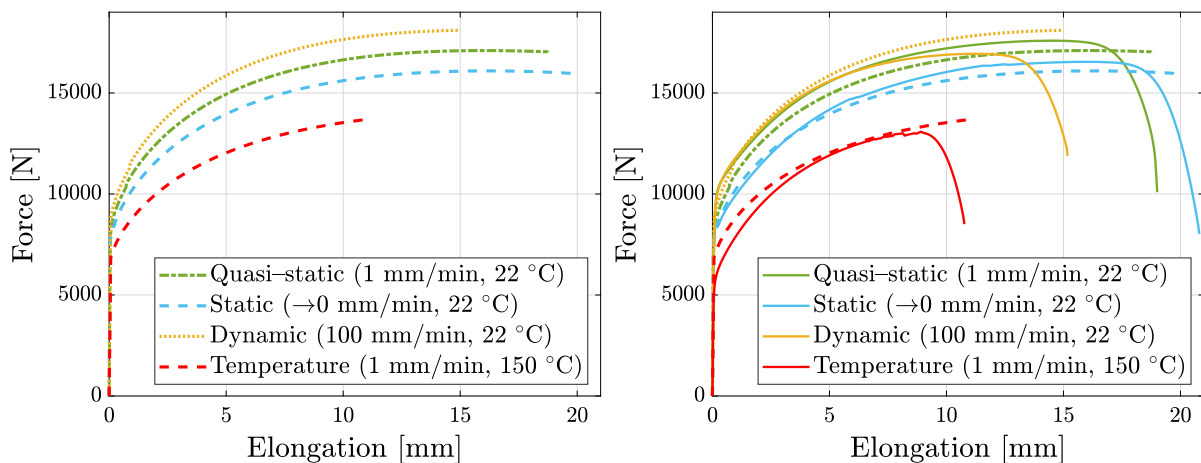 Force [N]
15000
10000
5000
0
Quasi–static (1 mm/min, 22 °C)
Static (→0 mm/min, 22 °C)
Dynamic (100 mm/min, 22 °C)
Temperature (1 mm/min, 150 °C)
0 5 10 15 20
Elongation [mm]
Force [N]
15000
10000
5000
0
Quasi–static (1 mm/min, 22 °C)
Static (→0 mm/min, 22 °C)
Dynamic (100 mm/min, 22 °C)
Temperature (1 mm/min, 150 °C)
0 5 10 15 20
Elongation [mm]